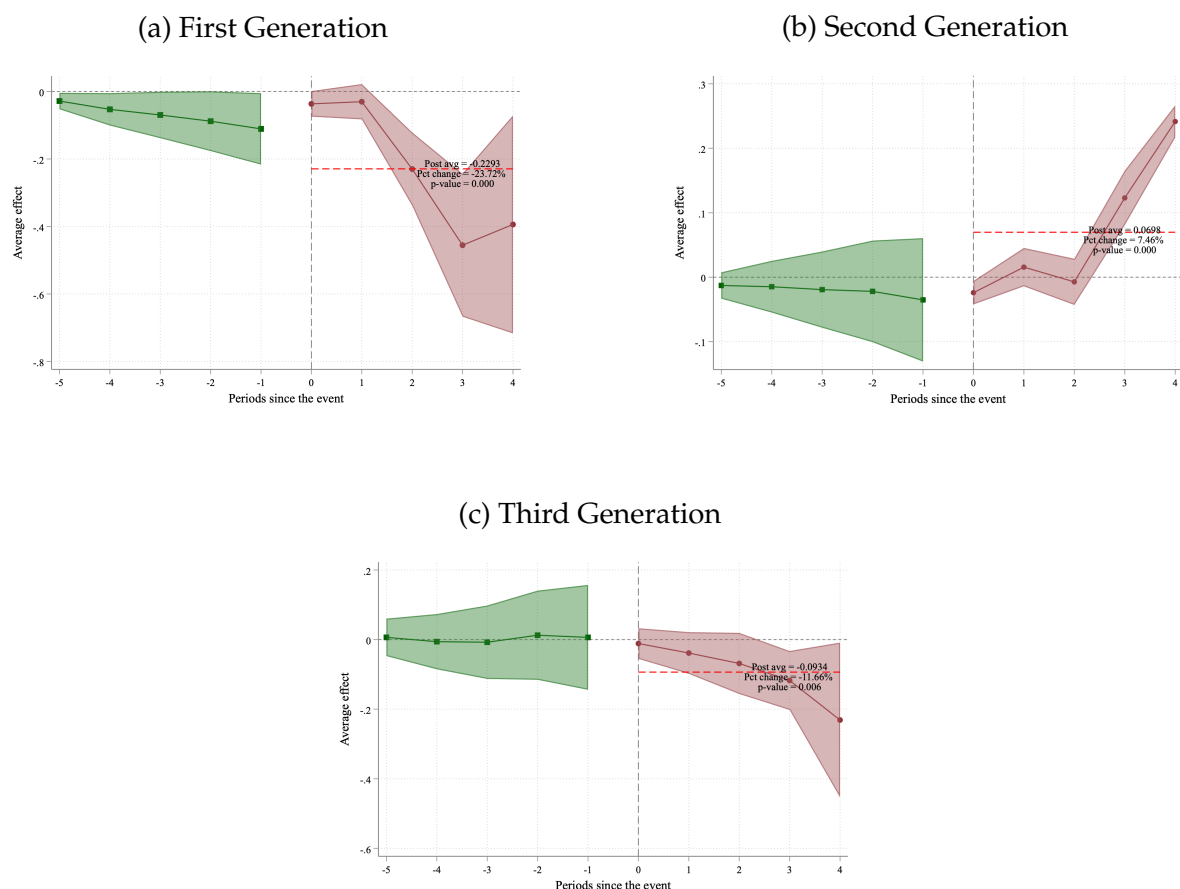 (a) First Generation
0
-.2
-.4
-.6
-.8
Average effect
Post avg = -0.2293
Pct change = -23.72%
p-value = 0.000
-5 -4 -3 -2 -1 0 1 2 3 4
Periods since the event
(b) Second Generation
.3
.2
.1
0
-.1
Average effect
Post avg = 0.0698
Pct change = 7.46%
p-value = 0.000
-5 -4 -3 -2 -1 0 1 2 3 4
Periods since the event
(c) Third Generation
.2
0
-.2
-.4
-.6
Average effect
Post avg = -0.0934
Pct change = -11.66%
p-value = 0.006
-5 -4 -3 -2 -1 0 1 2 3 4
Periods since the event